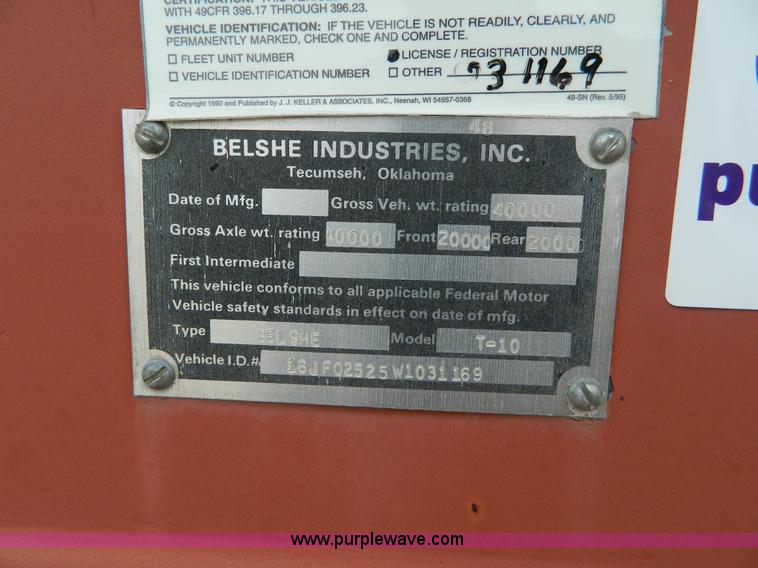 CERTIFICATION: THIS
WITH 49CFR 396.17 THROUGH 396.23.
VEHICLE IDENTIFICATION: IF THE VEHICLE IS NOT READILY, CLEARLY, AND
PERMANENTLY MARKED, CHECK ONE AND COMPLETE.
FLEET UNIT NUMBER LICENSE / REGISTRATION NUMBER
VEHICLE IDENTIFICATION NUMBER OTHER 031169
© Copyright 1990 and Published by J. J. KELLER & ASSOCIATES, INC., Neenah, WI 54957-0368 49-SN (Rev. 5/95)
48
BELSHE INDUSTRIES, INC.
Tecumseh, Oklahoma
Date of Mfg. Gross Veh. wt. rating 40000
Gross Axle wt. rating 40000 Front 20000 Rear 20000
First Intermediate
This vehicle conforms to all applicable Federal Motor
Vehicle safety standards in effect on date of mfg.
Type BELSHE Model T-10
Vehicle I.D.# 16JF02525W1031169
pu
www.purplewave.com